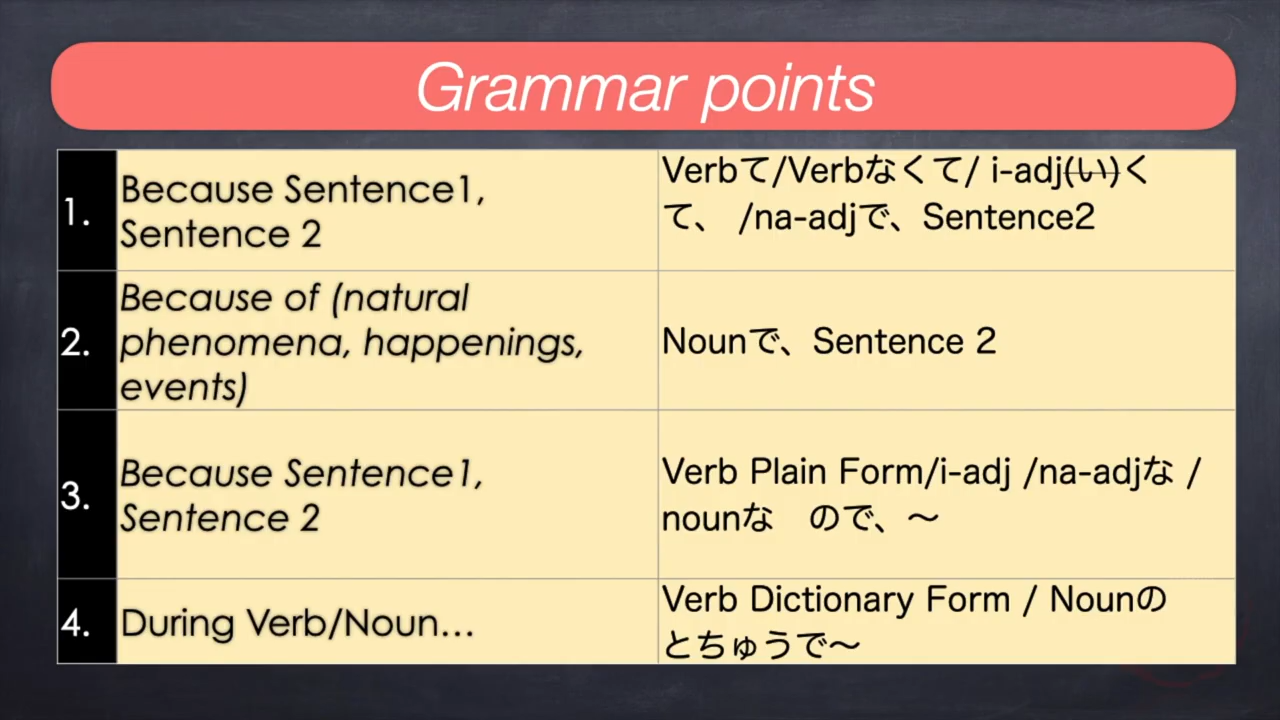 Grammar points
1.
Because Sentence1,
Sentence 2
Verbて/Verbなくて/ i-adj(い)く
て、 /na-adjで、Sentence2
2.
Because of (natural
phenomena, happenings,
events)
Nounで、Sentence 2
3.
Because Sentence1,
Sentence 2
Verb Plain Form/i-adj /na-adjな /
nounな　ので、～
4.
During Verb/Noun…
Verb Dictionary Form / Nounの
とちゅうで～